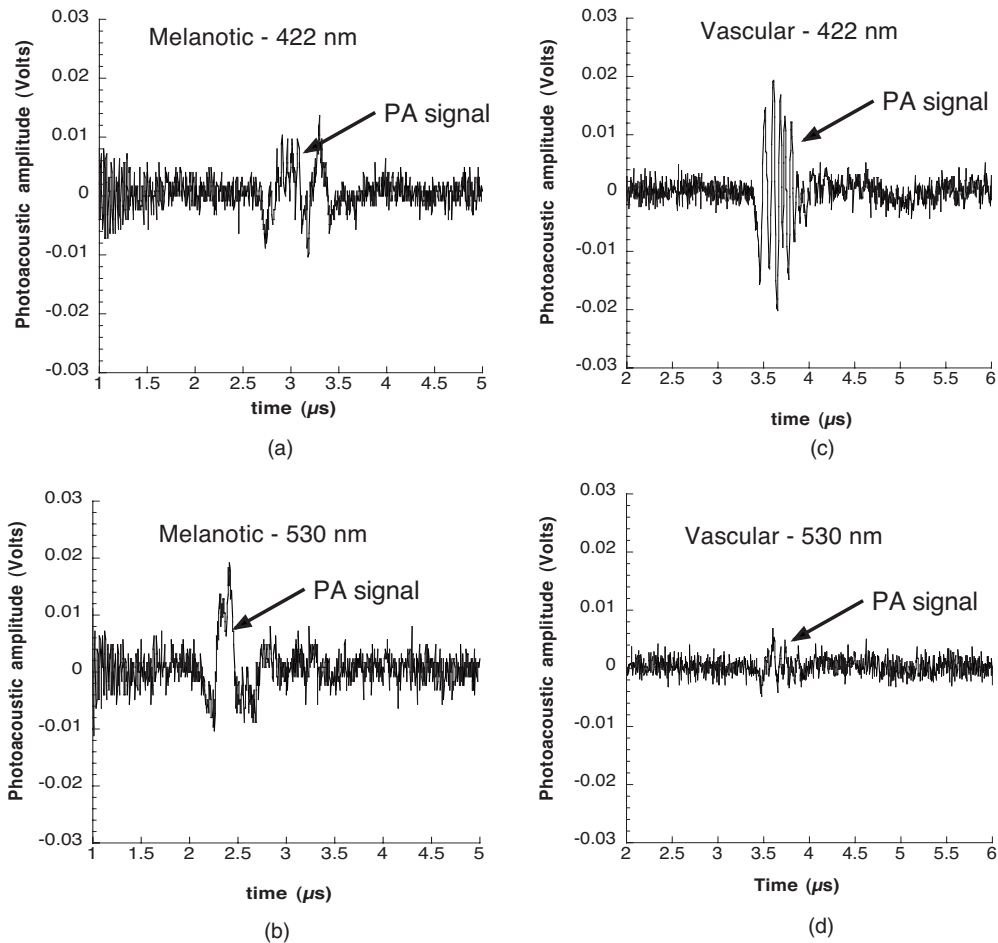 Melanotic - 422 nm
PA signal
Photoacoustic amplitude (Volts)
0.03
0.02
0.01
0
-0.01
-0.02
-0.03
1 1.5 2 2.5 3 3.5 4 4.5 5
time (µs)
(a)
Vascular - 422 nm
PA signal
Photoacoustic amplitude (Volts)
0.03
0.02
0.01
0
-0.01
-0.02
-0.03
2 2.5 3 3.5 4 4.5 5 5.5 6
time (µs)
(c)
Melanotic - 530 nm
PA signal
Photoacoustic amplitude (Volts)
0.03
0.02
0.01
0
-0.01
-0.02
-0.03
1 1.5 2 2.5 3 3.5 4 4.5 5
time (µs)
(b)
Vascular - 530 nm
PA signal
Photoacoustic amplitude (Volts)
0.03
0.02
0.01
0
-0.01
-0.02
-0.03
2 2.5 3 3.5 4 4.5 5 5.5 6
Time (µs)
(d)